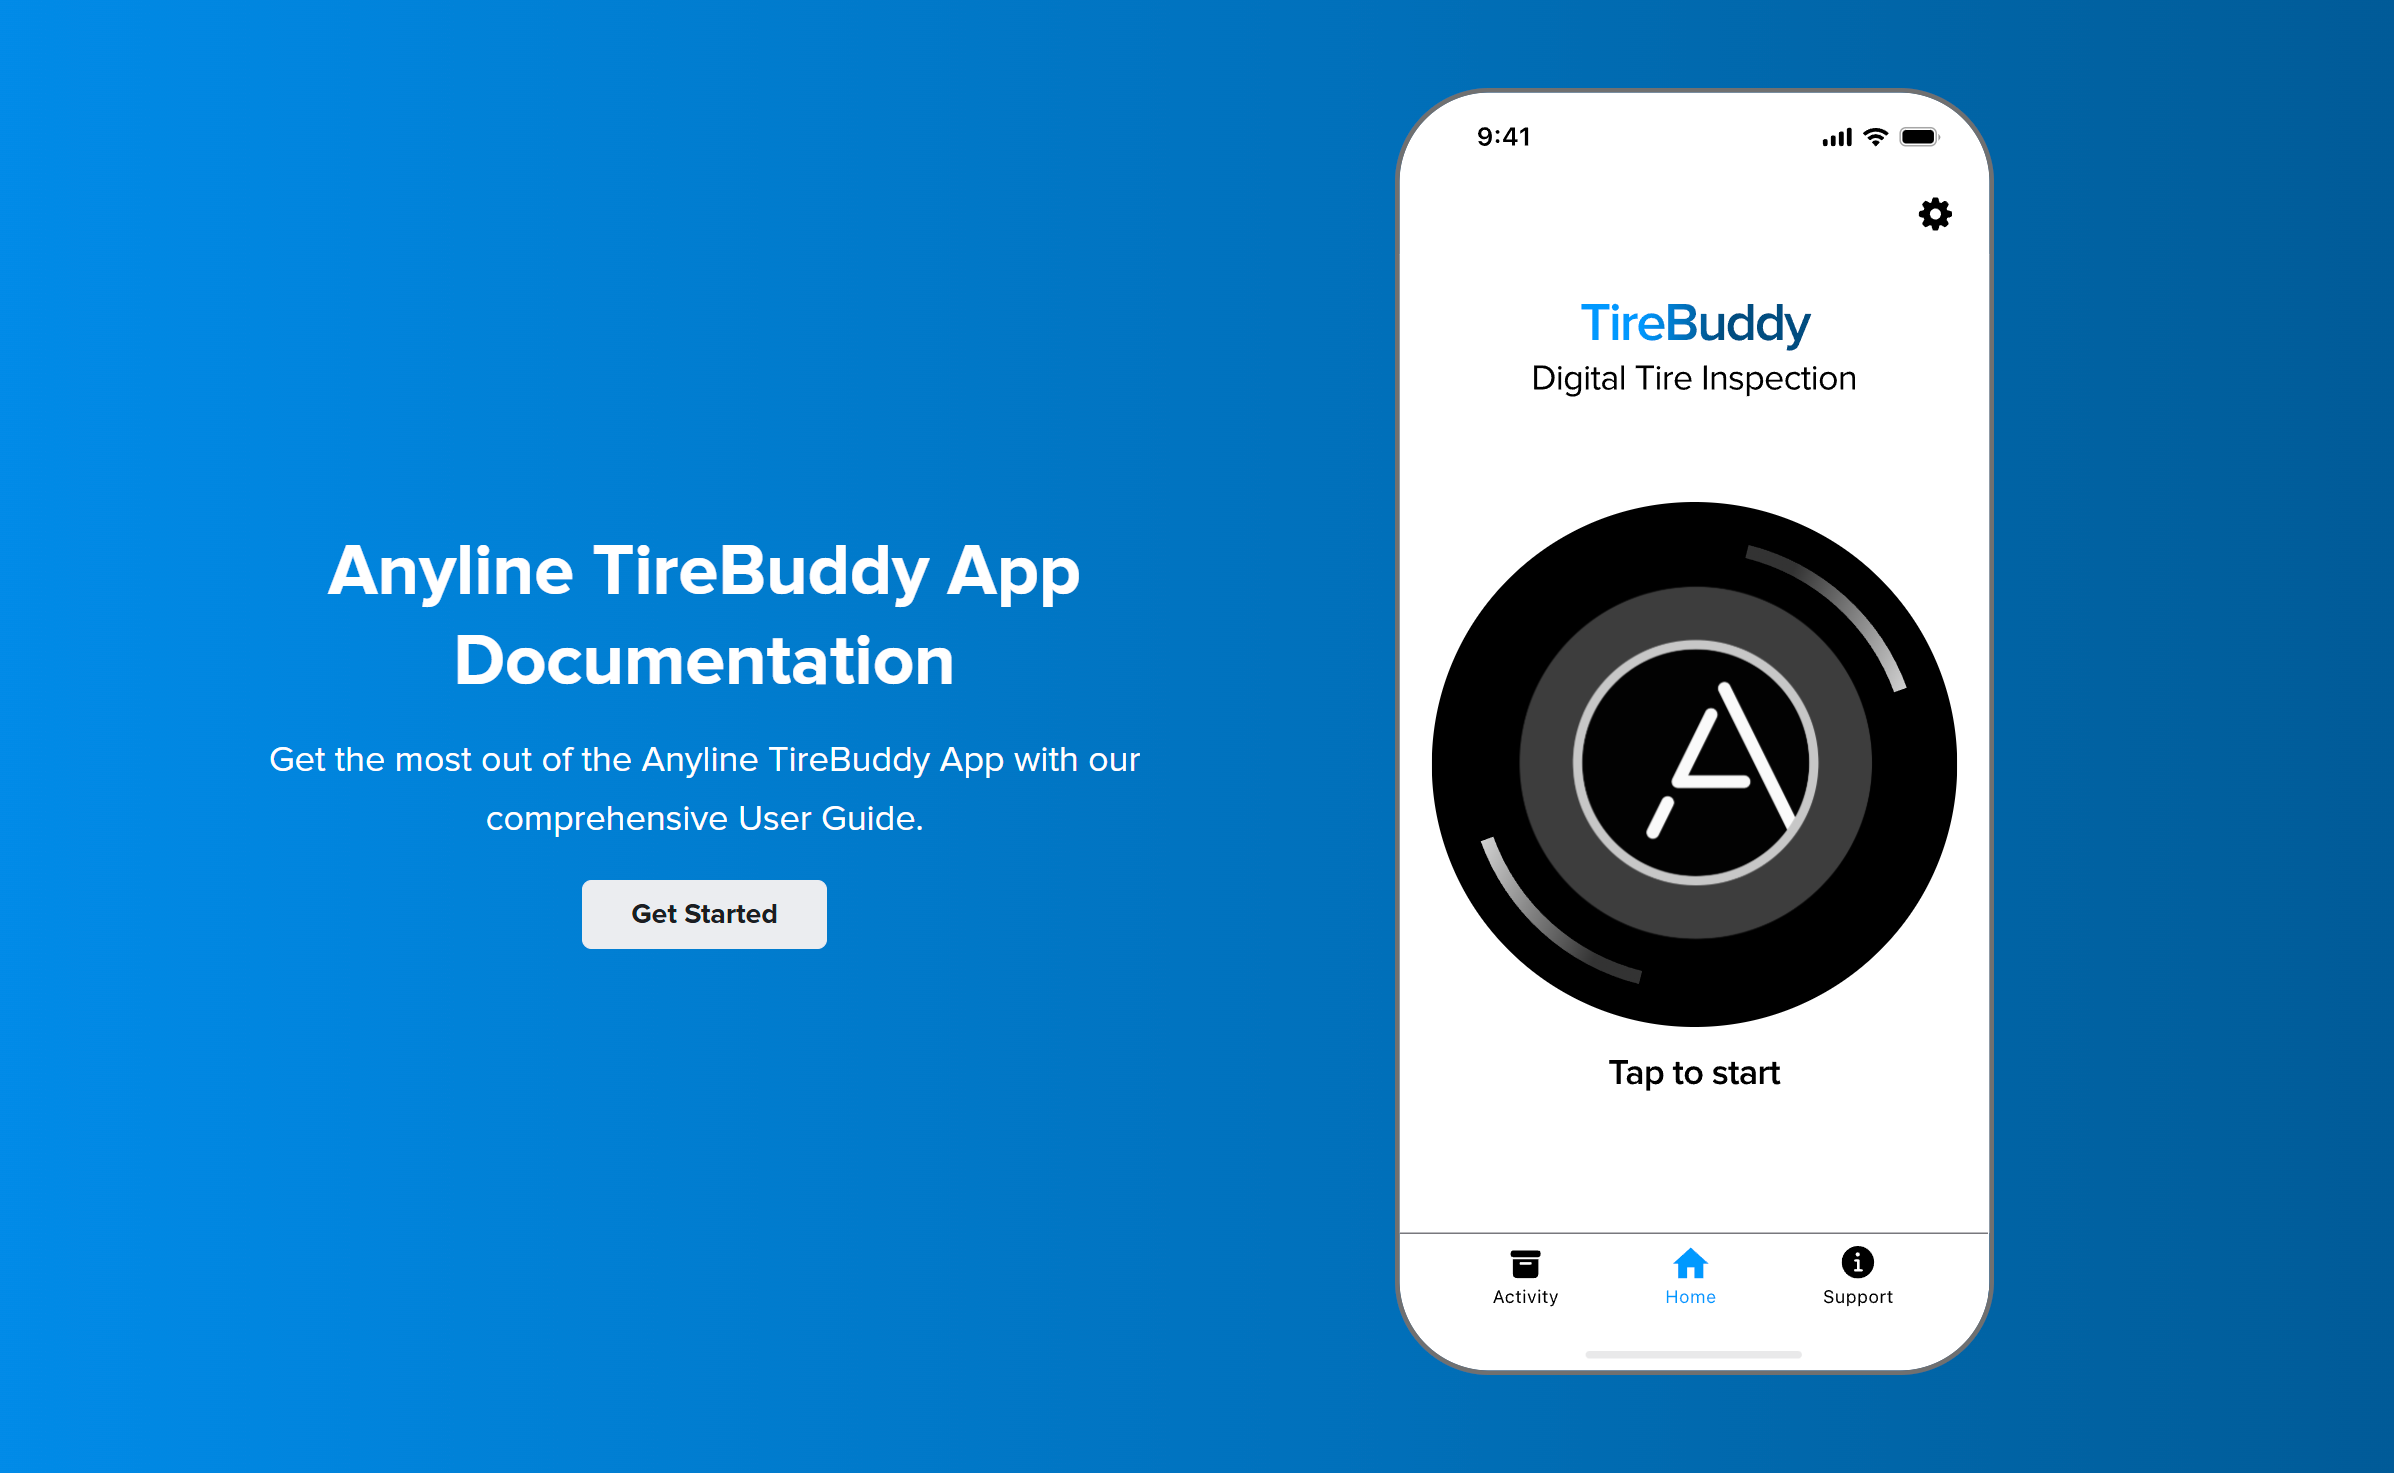 Anyline TireBuddy App
Documentation
Get the most out of the Anyline TireBuddy App with our
comprehensive User Guide.
Get Started
9:41
TireBuddy
Digital Tire Inspection
Tap to start
Activity
Home
Support